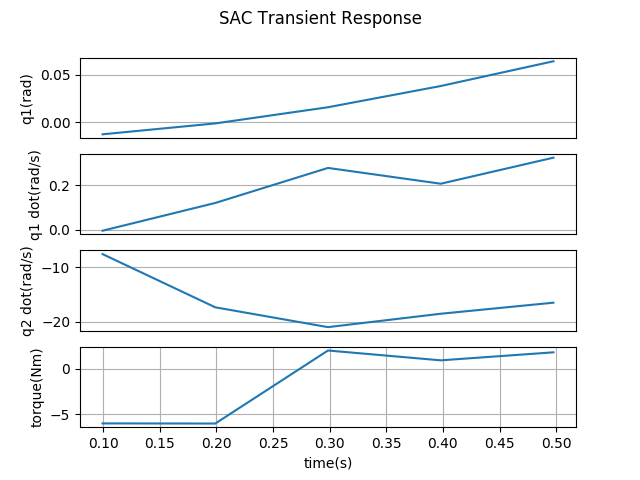 SAC Transient Response
q1(rad)
0.05
0.00
q1 dot(rad/s)
0.2
0.0
q2 dot(rad/s)
−10
−20
torque(Nm)
0
−5
0.10 0.15 0.20 0.25 0.30 0.35 0.40 0.45 0.50
time(s)